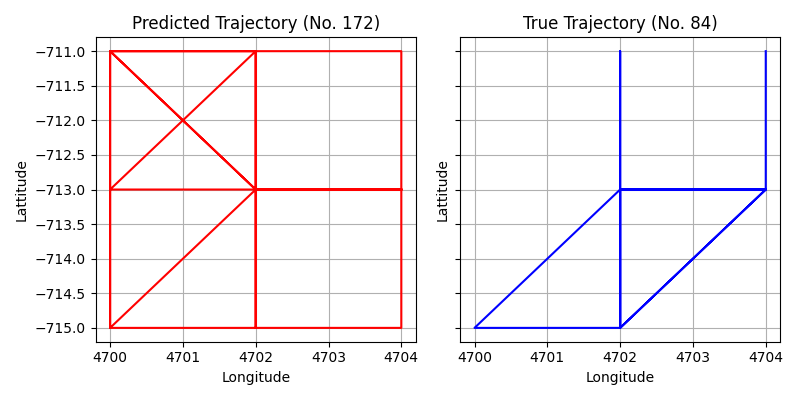 Predicted Trajectory (No. 172)
−711.0
−711.5
−712.0
−712.5
−713.0
−713.5
−714.0
−714.5
−715.0
Lattitude
4700 4701 4702 4703 4704
Longitude
True Trajectory (No. 84)
Lattitude
4700 4701 4702 4703 4704
Longitude